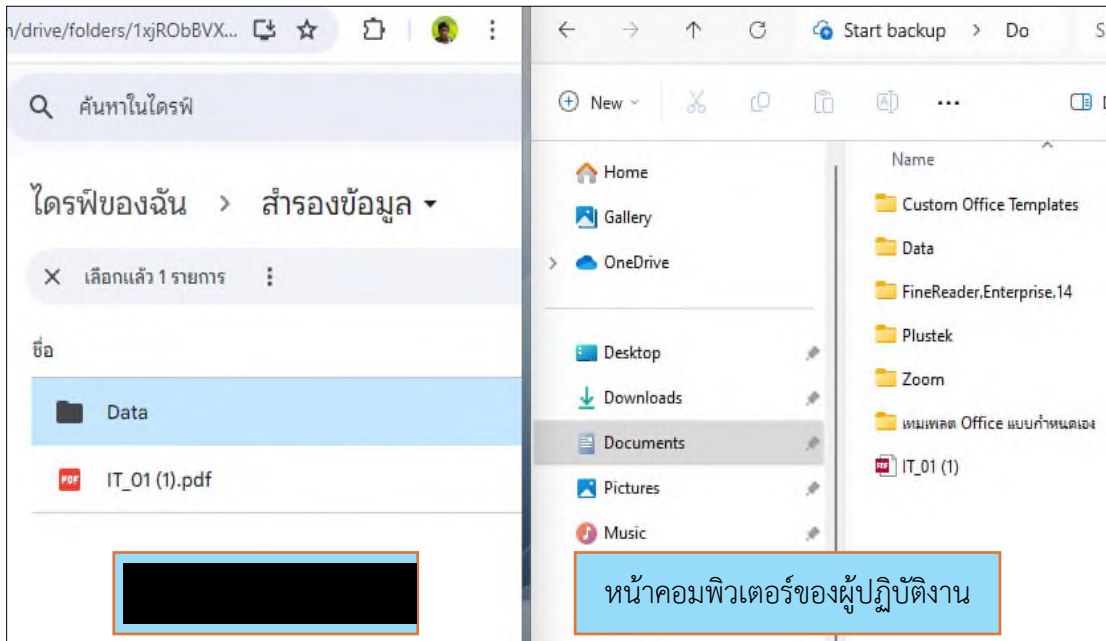 n/drive/folders/1xjRObBVX...
ค้นหาในไดรฟ์
ไดรฟ์ของฉัน > สำรองข้อมูล
เลือกแล้ว 1 รายการ
ชื่อ
Data
PDF IT_01 (1).pdf
Start backup > Do
S
New
Home
Gallery
OneDrive
Desktop
Downloads
Documents
Pictures
Music
Name
Custom Office Templates
Data
FineReader,Enterprise,14
Plustek
Zoom
เทมเพลต Office แบบกำหนดเอง
PDF IT_01 (1)
หน้าคอมพิวเตอร์ของผู้ปฏิบัติงาน